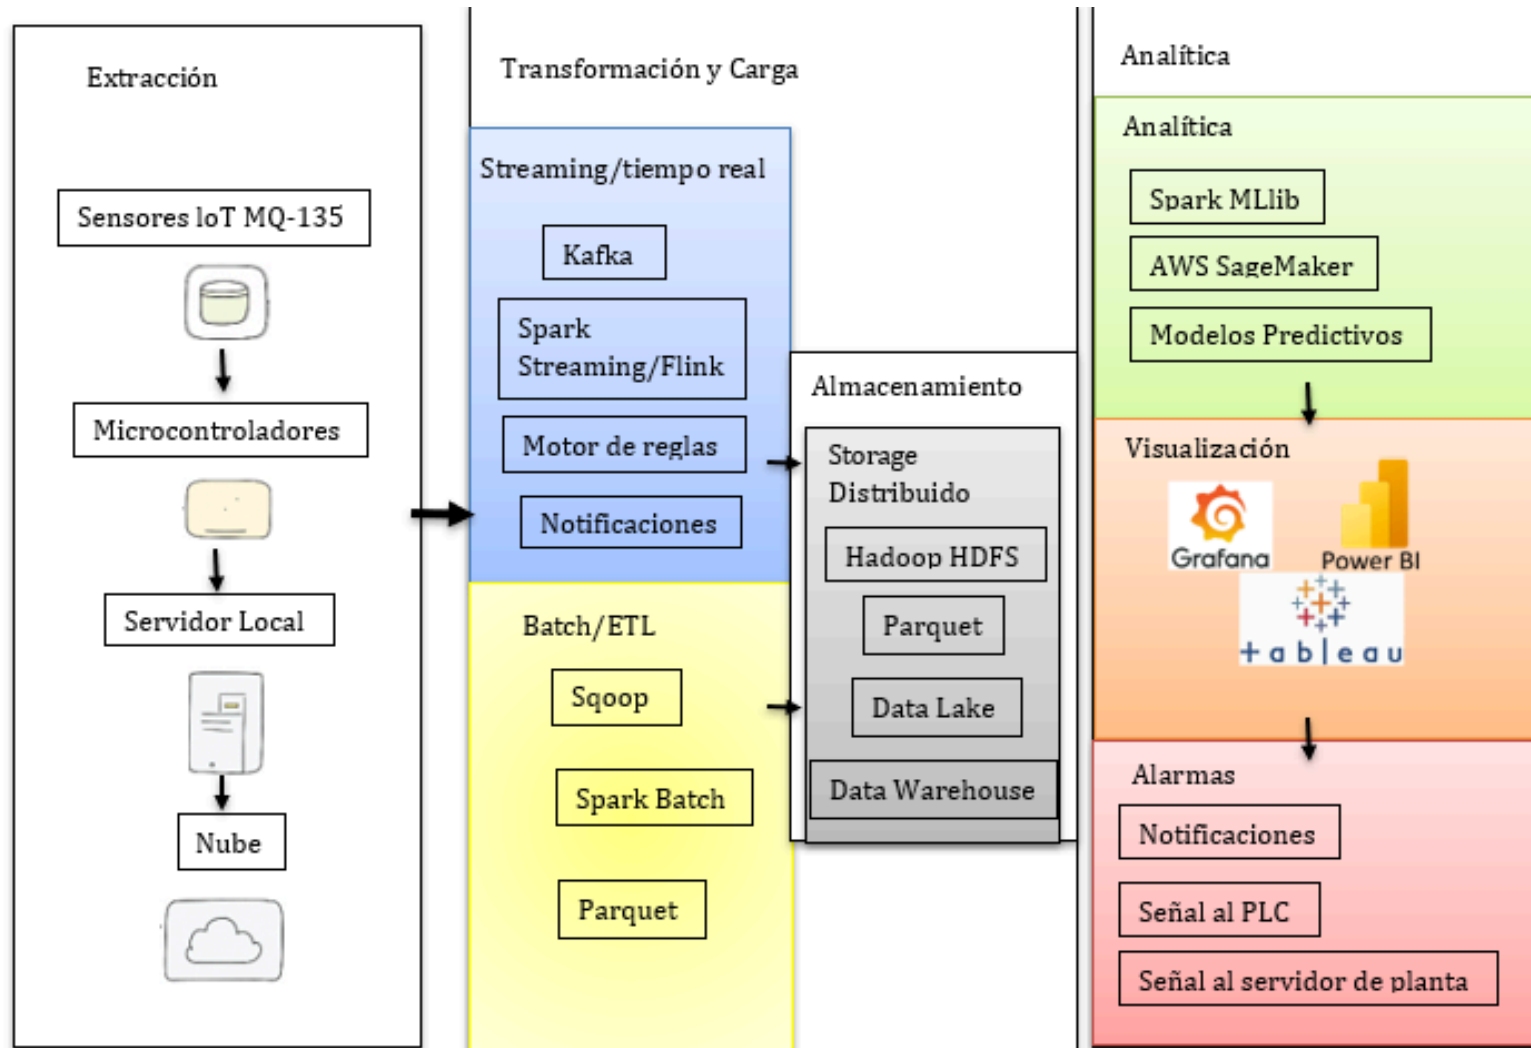 Extracción
Sensores IoT MQ-135
Microcontroladores
Servidor Local
Nube
Transformación y Carga
Streaming/tiempo real
Kafka
Spark
Streaming/Flink
Motor de reglas
Notificaciones
Batch/ETL
Sqoop
Spark Batch
Parquet
Almacenamiento
Storage
Distribuido
Hadoop HDFS
Parquet
Data Lake
Data Warehouse
Analítica
Analítica
Spark MLlib
AWS SageMaker
Modelos Predictivos
Visualización
Grafana
Power BI
+ableau
Alarmas
Notificaciones
Señal al PLC
Señal al servidor de planta